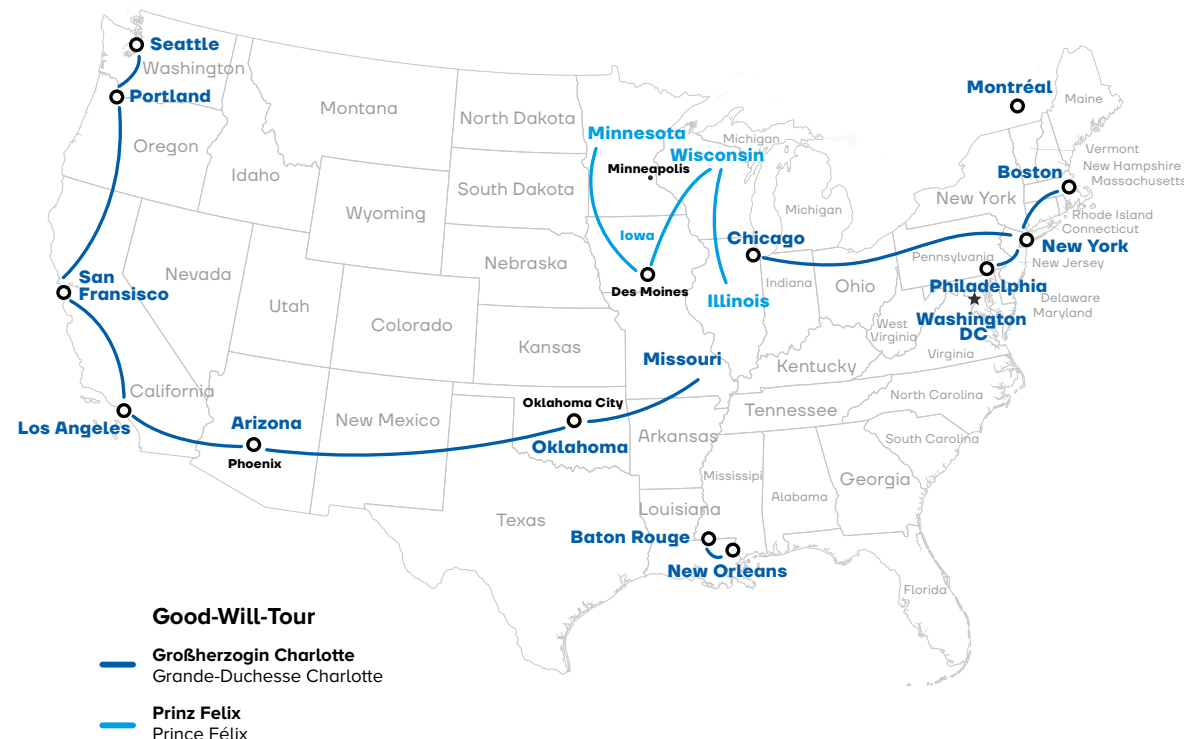 Seattle
Washington
Portland
Oregon
Idaho
Montana
North Dakota
South Dakota
Wyoming
Nebraska
Minnesota
Minneapolis
Wisconsin
Michigan
Michigan
Iowa
Des Moines
Chicago
Illinois
Indiana
Ohio
Montréal
Maine
Vermont
New Hampshire
Massachusetts
Boston
New York
Rhode Island
Connecticut
New York
New Jersey
Pennsylvania
Philadelphia
Delaware
Maryland
Washington
DC
West
Virginia
Virginia
San
Fransisco
Nevada
Utah
Colorado
Kansas
Missouri
Kentucky
North Carolina
Tennessee
South Carolina
California
Los Angeles
Arizona
Phoenix
New Mexico
Oklahoma City
Oklahoma
Arkansas
Mississipi
Alabama
Georgia
Texas
Louisiana
Baton Rouge
New Orleans
Florida
Good-Will-Tour
Großherzogin Charlotte
Grande-Duchesse Charlotte
Prinz Felix
Prince Félix